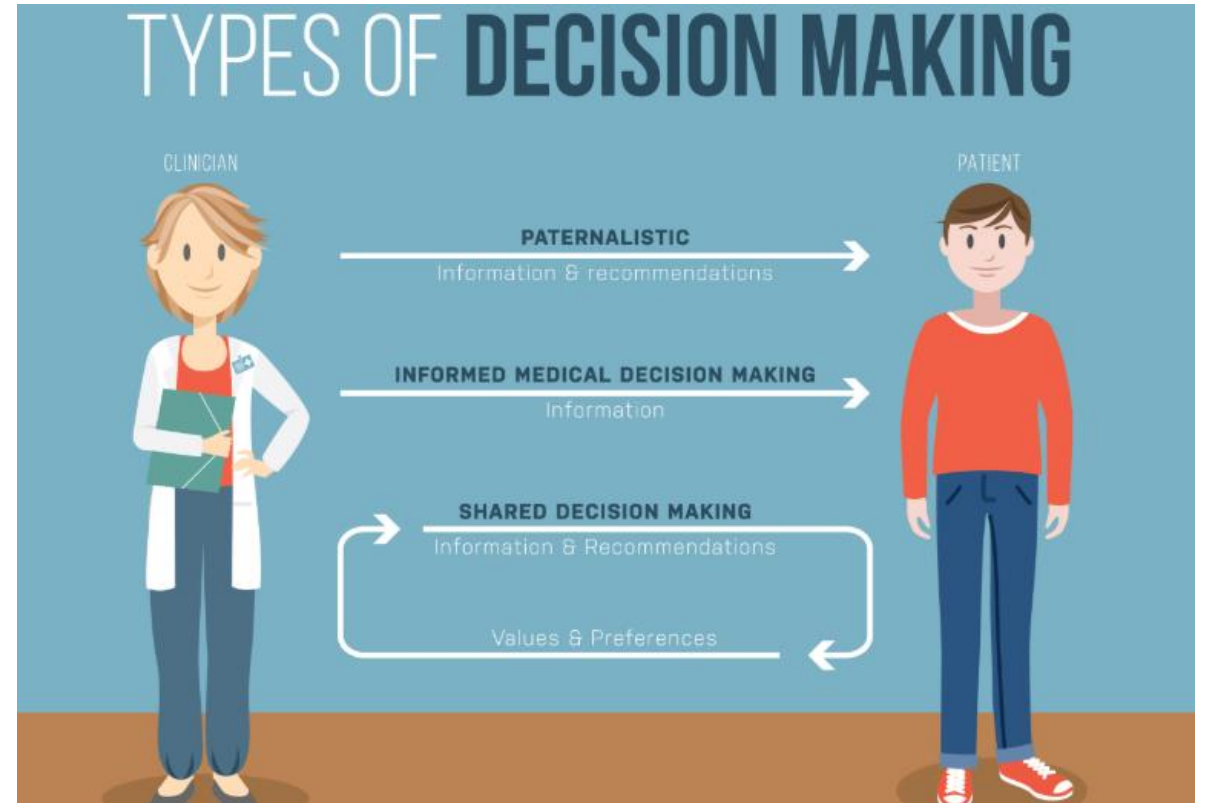 TYPES OF DECISION MAKING
CLINICIAN
PATIENT
PATERNALISTIC
Information & recommendations
INFORMED MEDICAL DECISION MAKING
Information
SHARED DECISION MAKING
Information & Recommendations
Values & Preferences